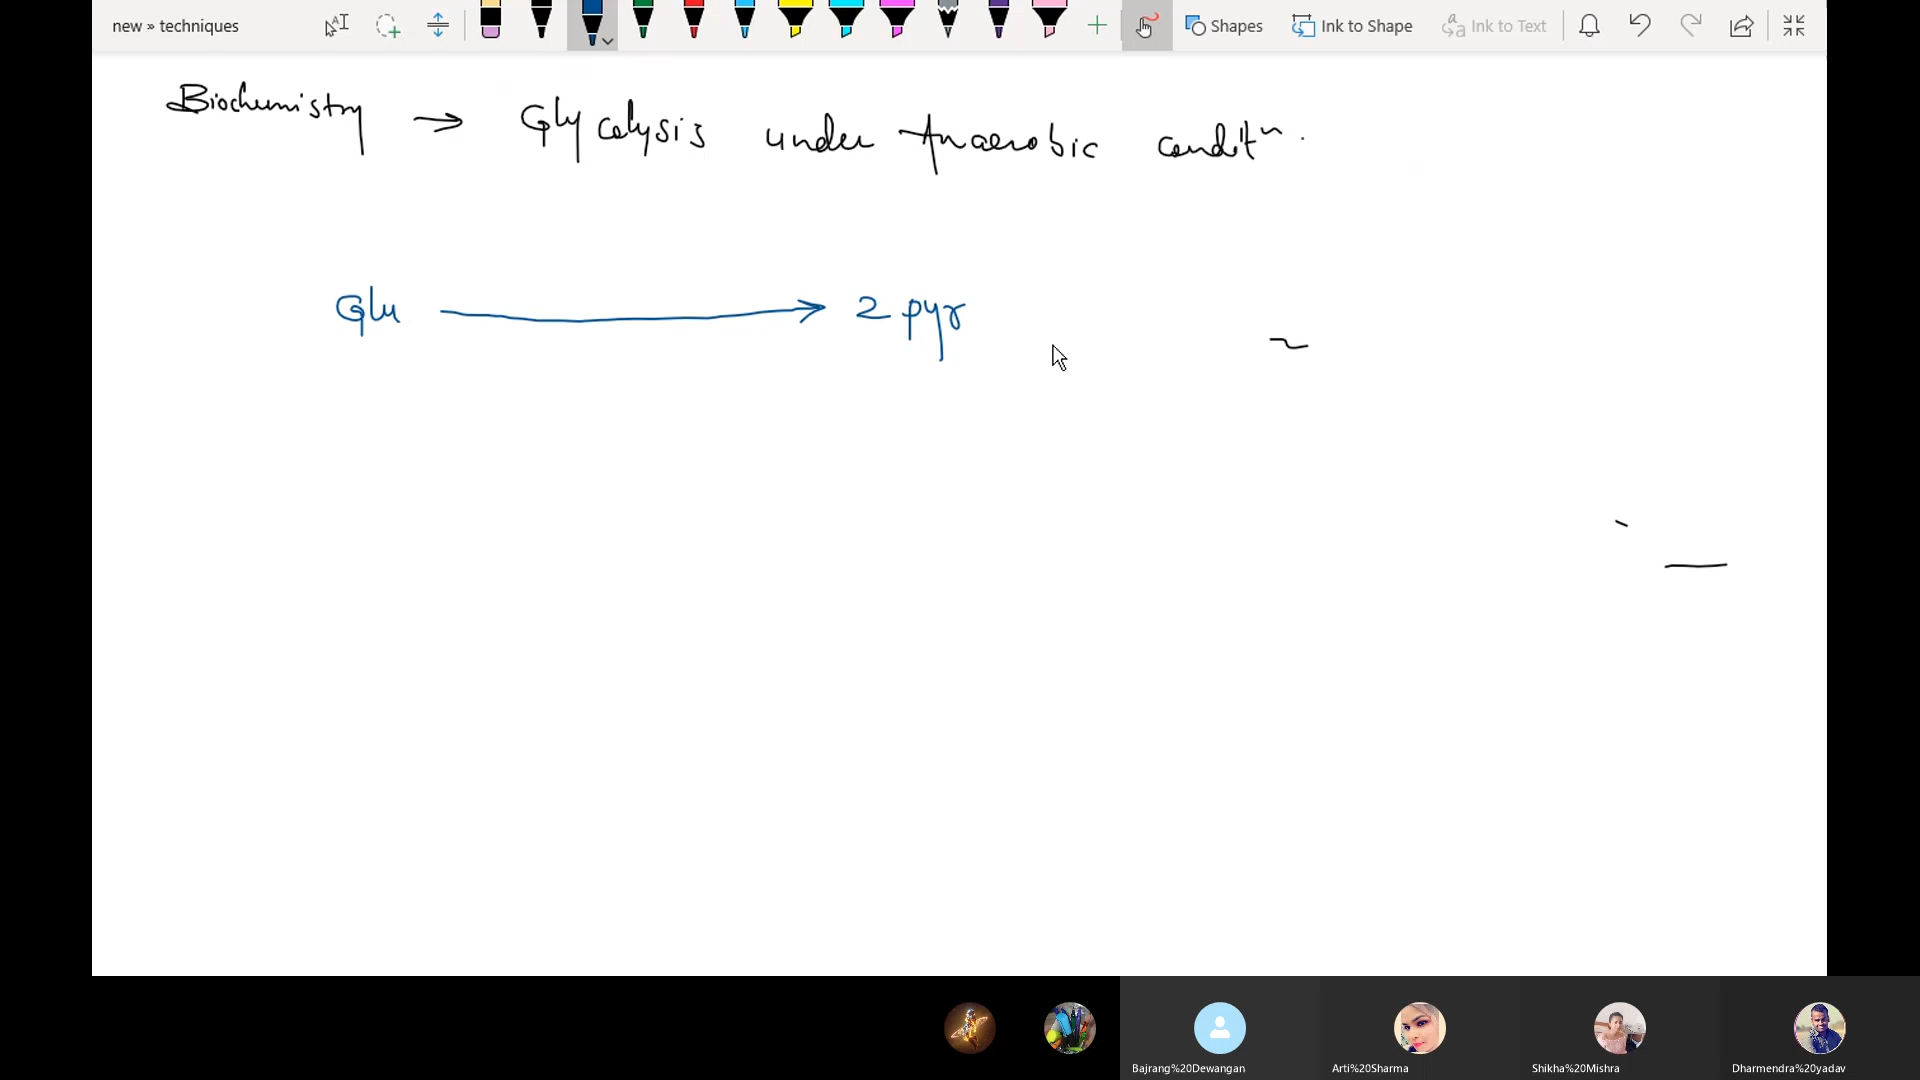 new » techniques
Shapes
Ink to Shape
Ink to Text
Biochemistry → Glycolysis under Anaerobic conditⁿ.
Glu → 2 pyr
Bajrang%20Dewangan
Arti%20Sharma
Shikha%20Mishra
Dharmendra%20yadav